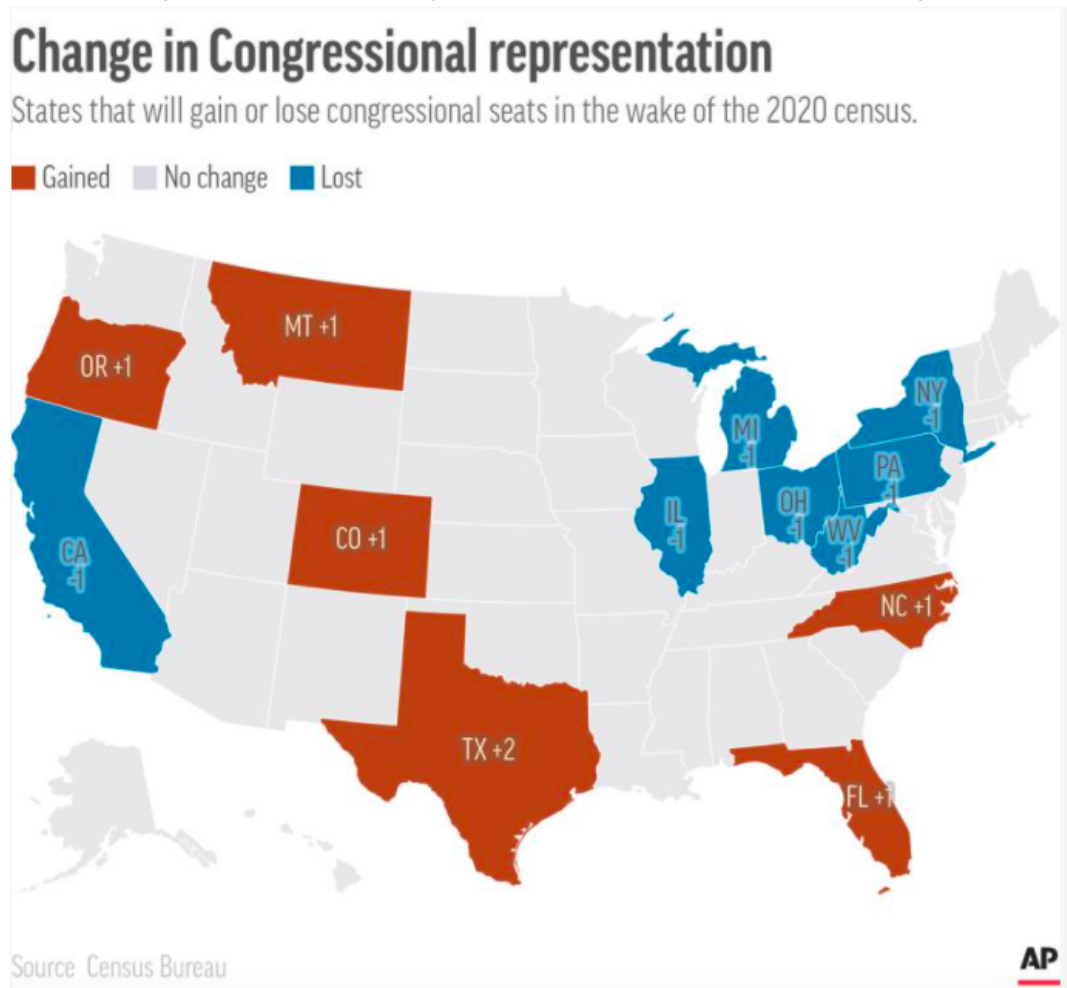 Change in Congressional representation
States that will gain or lose congressional seats in the wake of the 2020 census.
Gained No change Lost
MT +1
OR +1
NY
-1
MI
-1
PA
-1
IL
-1
OH
-1
WV
-1
CO +1
CA
-1
NC +1
TX +2
FL +1
Source Census Bureau
AP